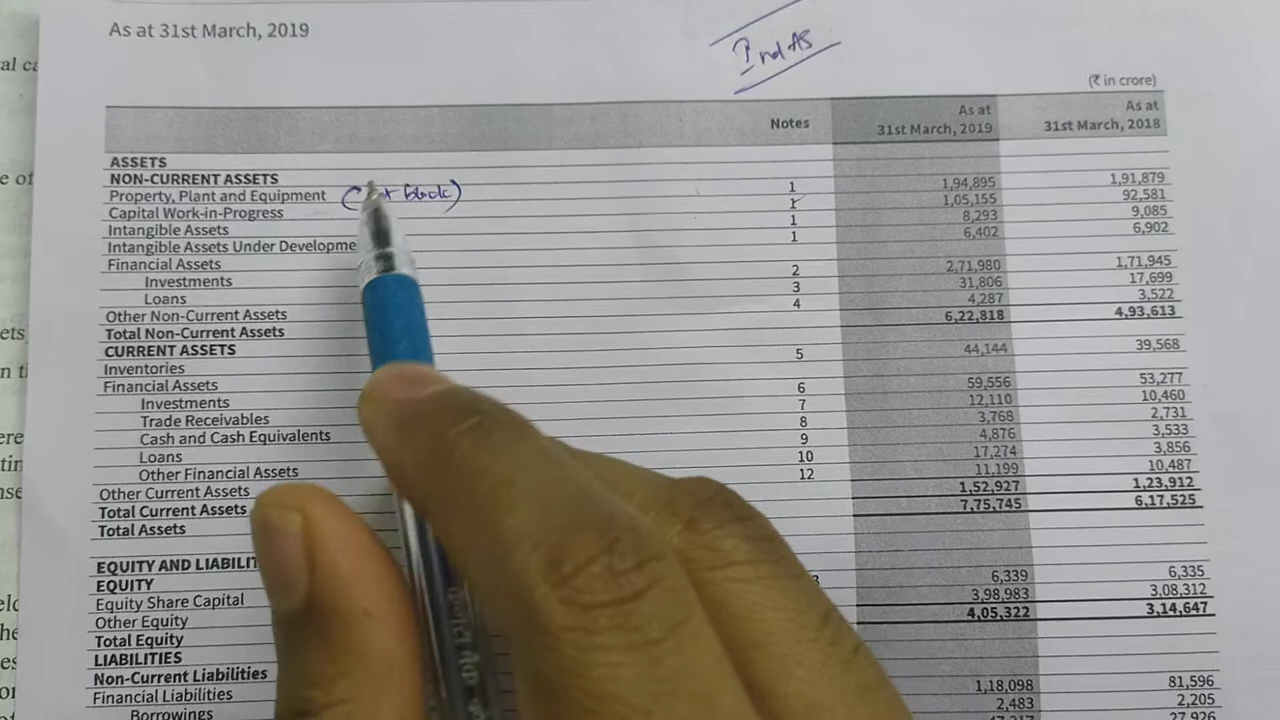 As at 31st March, 2019
Ind AS
(₹ in crore)
Notes As at 31st March, 2019 As at 31st March, 2018
ASSETS
NON-CURRENT ASSETS
Property, Plant and Equipment block) 1 1,94,895 1,91,879
Capital Work-in-Progress 1 1,05,155 92,581
Intangible Assets 1 8,293 9,085
Intangible Assets Under 1 6,402 6,902
Financial Assets
Investments 2 2,71,980 1,71,945
Loans 3 31,806 17,699
Other Non-Current Assets 4 4,287 3,522
Total Non-Current Assets 6,22,818 4,93,613
CURRENT ASSETS
Inventories 5 44,144 39,568
Financial Assets
Investments 6 59,556 53,277
Trade Receivables 7 12,110 10,460
Cash and Cash Equivalents 8 3,768 2,731
Loans 9 4,876 3,533
Other Financial Assets 10 17,274 3,856
Other Current Assets 12 11,199 10,487
Total Current Assets 1,52,927 1,23,912
Total Assets 7,75,745 6,17,525
EQUITY AND
EQUITY
Equity Share Capital 6,339 6,335
Other Equity 3,98,983 3,08,312
Total Equity 4,05,322 3,14,647
LIABILITIES
Non-Current Liabilities
Financial Liabilities
Borrowings 1,18,098 81,596
2,483 2,205
27,926